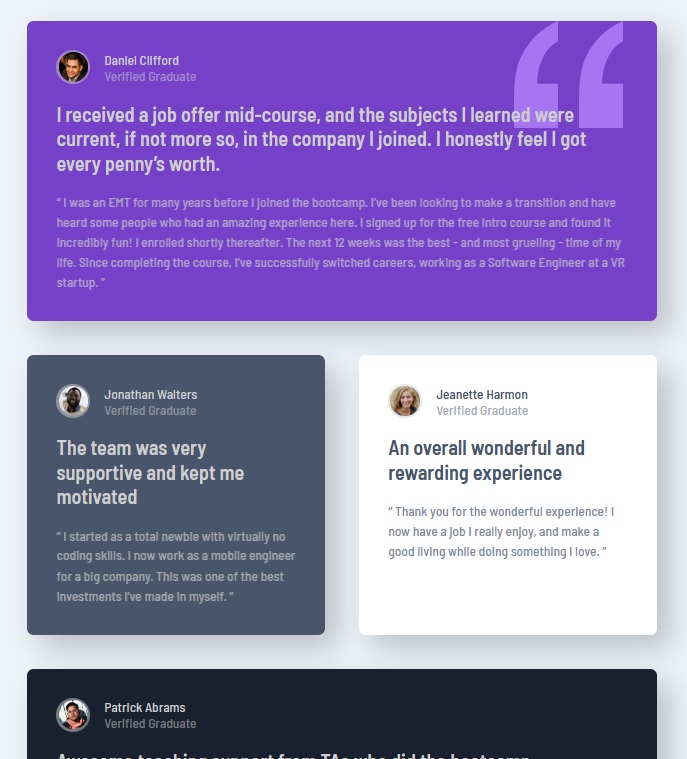 Daniel Clifford
Verified Graduate
I received a job offer mid-course, and the subjects I learned were
current, if not more so, in the company I joined. I honestly feel I got
every penny’s worth.
“ I was an EMT for many years before I joined the bootcamp. I’ve been looking to make a transition and have
heard some people who had an amazing experience here. I signed up for the free intro course and found it
incredibly fun! I enrolled shortly thereafter. The next 12 weeks was the best - and most grueling - time of my
life. Since completing the course, I’ve successfully switched careers, working as a Software Engineer at a VR
startup. ”
Jonathan Walters
Verified Graduate
The team was very
supportive and kept me
motivated
“ I started as a total newbie with virtually no
coding skills. I now work as a mobile engineer
for a big company. This was one of the best
investments I’ve made in myself. ”
Jeanette Harmon
Verified Graduate
An overall wonderful and
rewarding experience
“ Thank you for the wonderful experience! I
now have a job I really enjoy, and make a
good living while doing something I love. ”
Patrick Abrams
Verified Graduate
Awesome teaching support from TAs who did the bootcamp